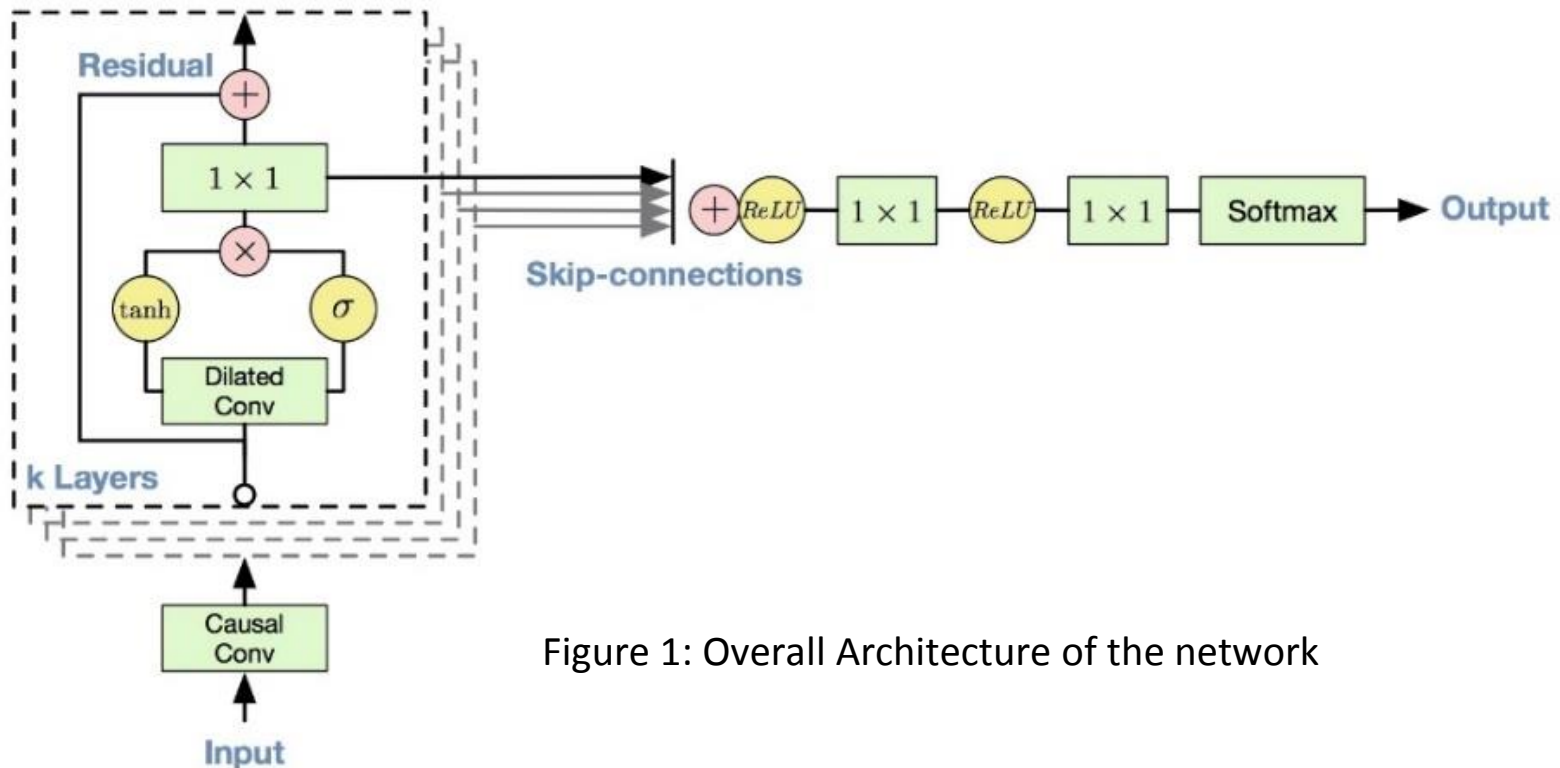 Residual
+
1 × 1
×
tanh
σ
Dilated
Conv
k Layers
Causal
Conv
Input
Skip-connections
+
ReLU
1 × 1
ReLU
1 × 1
Softmax
Output
Figure 1: Overall Architecture of the network